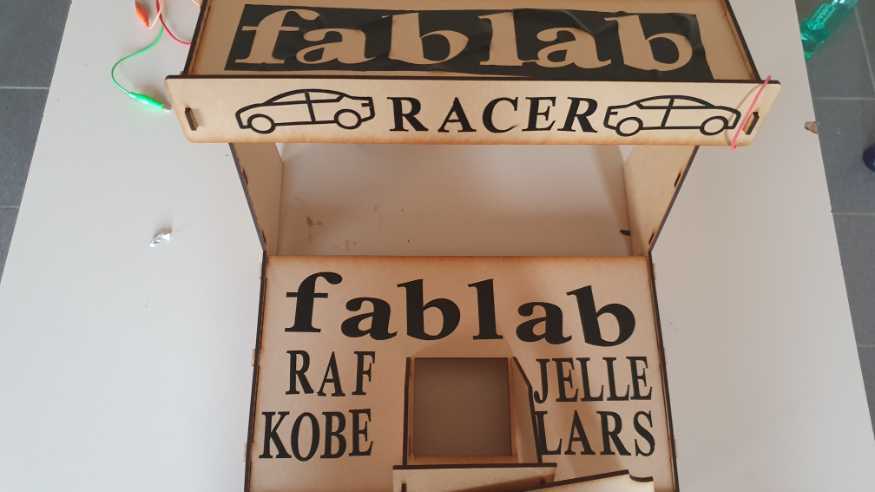 fablab
RACER
fablab
RAF JELLE
KOBE LARS